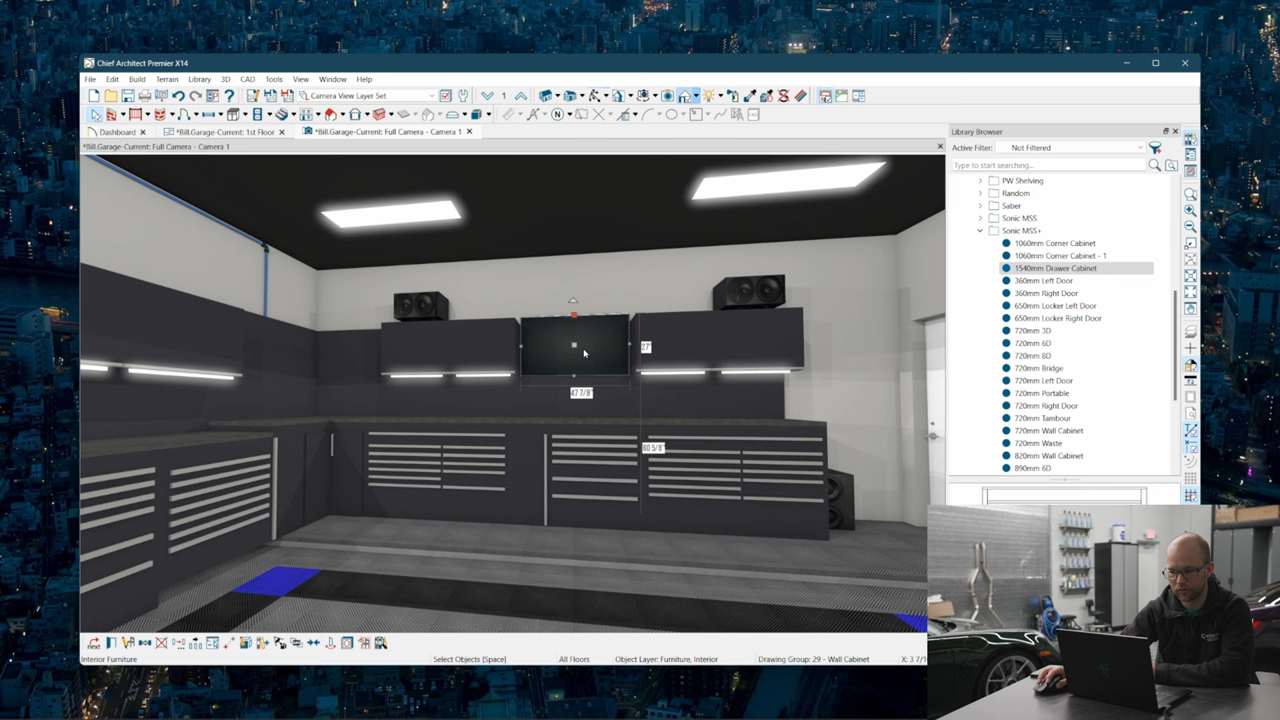 Chief Architect Premier X14
File Edit Build Terrain Library 3D CAD Tools View Window Help
Camera View Layer Set
1
N
Dashboard *Bill.Garage-Current: 1st Floor *Bill.Garage-Current: Full Camera - Camera 1
*Bill.Garage-Current: Full Camera - Camera 1
Library Browser
Active Filter: Not Filtered
Type to start searching...
PW Shelving
Random
Saber
Sonic MSS
Sonic MSS+
1060mm Corner Cabinet
1060mm Corner Cabinet - 1
1540mm Drawer Cabinet
360mm Left Door
360mm Right Door
650mm Locker Left Door
650mm Locker Right Door
720mm 3D
720mm 6D
720mm 8D
720mm Bridge
720mm Left Door
720mm Portable
720mm Right Door
720mm Tambour
720mm Wall Cabinet
720mm Waste
820mm Wall Cabinet
890mm 6D
27"
47 7/8"
60 5/8"
next
Interior Furniture
Select Objects [Space]
All Floors
Object Layer: Furniture, Interior
Drawing Group: 29 - Wall Cabinet
X: 3 7/1